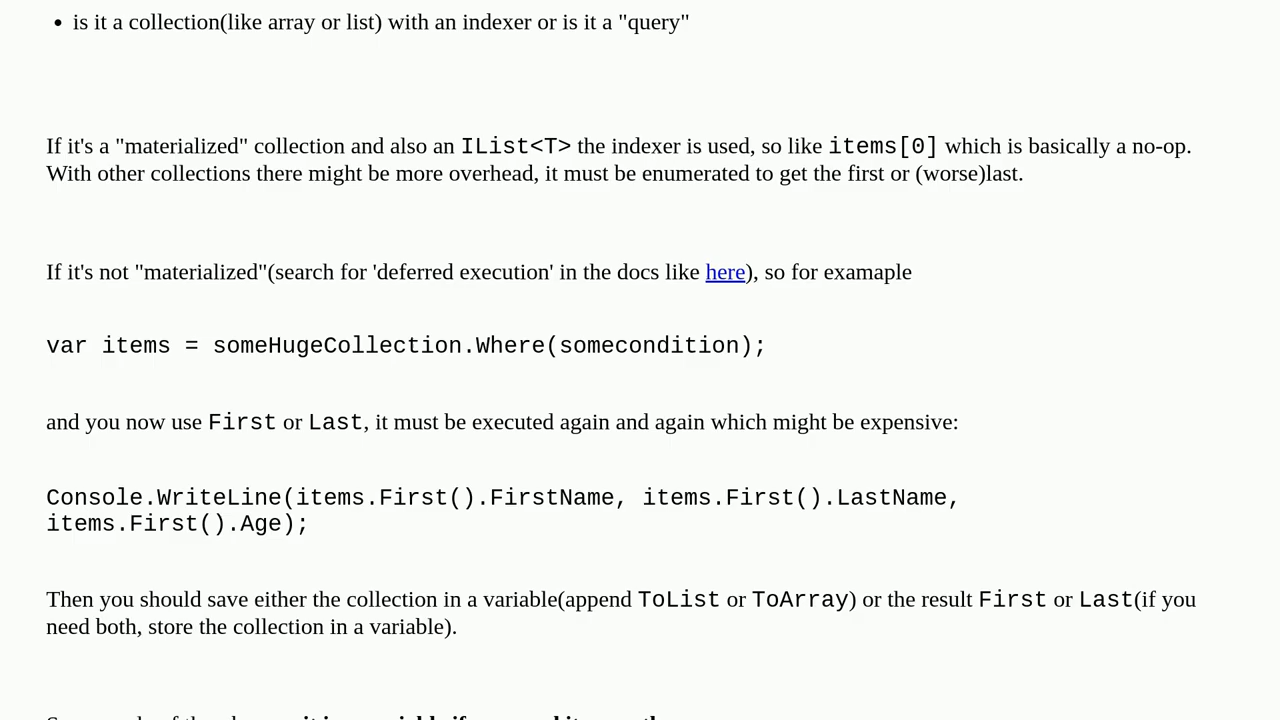 • is it a collection(like array or list) with an indexer or is it a "query"
If it's a "materialized" collection and also an IList<T> the indexer is used, so like items[0] which is basically a no-op.
With other collections there might be more overhead, it must be enumerated to get the first or (worse)last.
If it's not "materialized"(search for 'deferred execution' in the docs like here), so for examaple
var items = someHugeCollection.Where(somecondition);
and you now use First or Last, it must be executed again and again which might be expensive:
Console.WriteLine(items.First().FirstName, items.First().LastName,
items.First().Age);
Then you should save either the collection in a variable(append ToList or ToArray) or the result First or Last(if you
need both, store the collection in a variable).